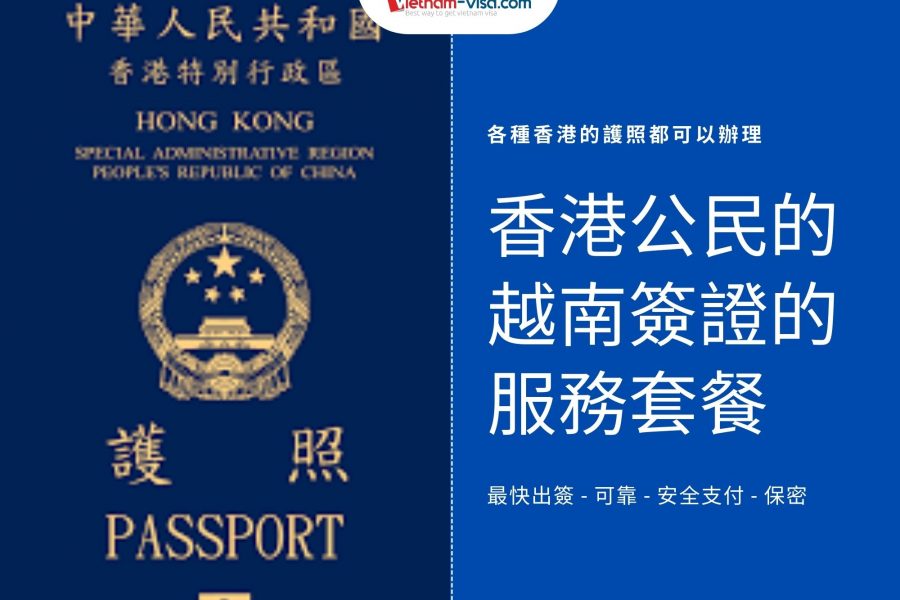 Vietnam-visa.com
Best way to get vietnam visa
中華人民共和國
香港特別行政區
HONG KONG
SPECIAL ADMINISTRATIVE REGION
PEOPLE'S REPUBLIC OF CHINA
護照
PASSPORT
各種香港的護照都可以辦理
香港公民的
越南簽證的
服務套餐
最快出簽 - 可靠 - 安全支付 - 保密